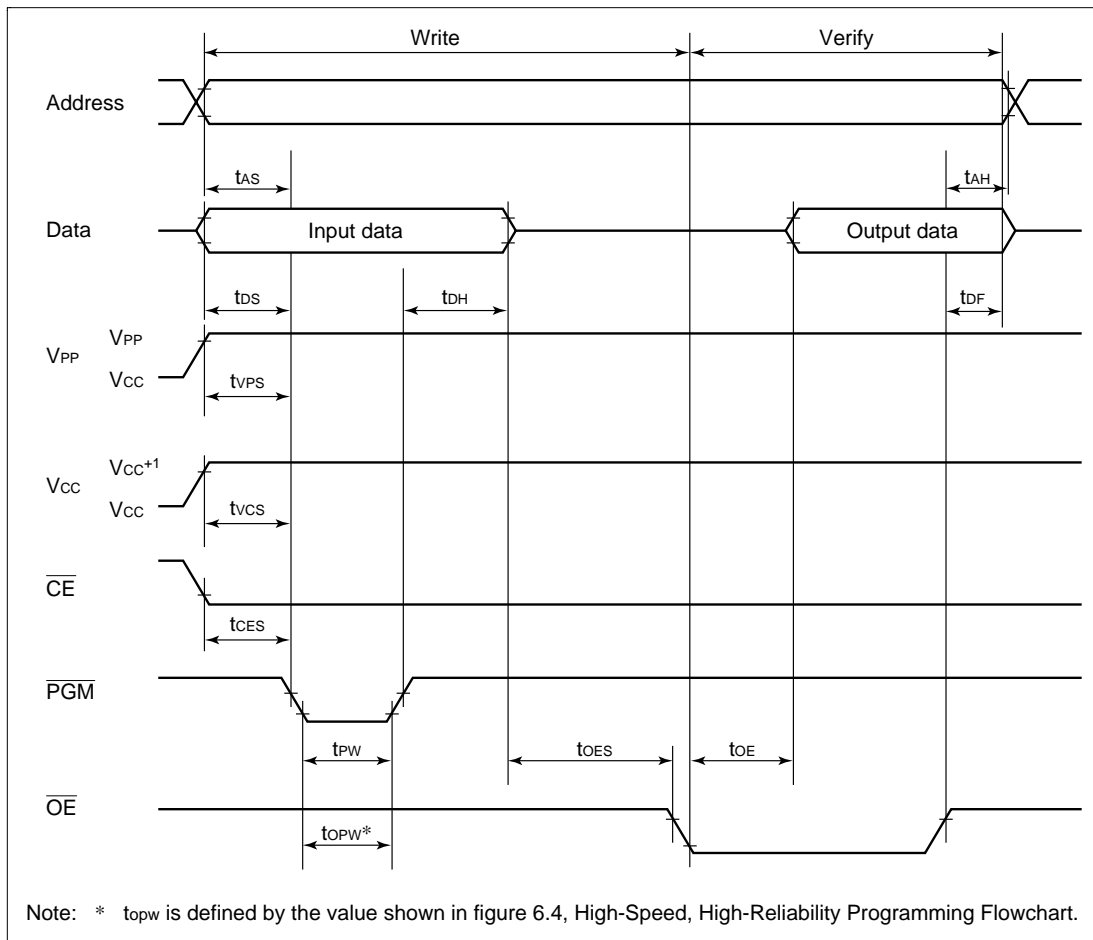 Write Verify
Address
tAS tAH
Data Input data Output data
tDS tDH tDF
VPP VPP
VCC
tVPS
VCC VCC+1
VCC
tVCS
CE
tCES
PGM
tPW tOES tOE
OE
tOPW*
Note: * topw is defined by the value shown in figure 6.4, High-Speed, High-Reliability Programming Flowchart.